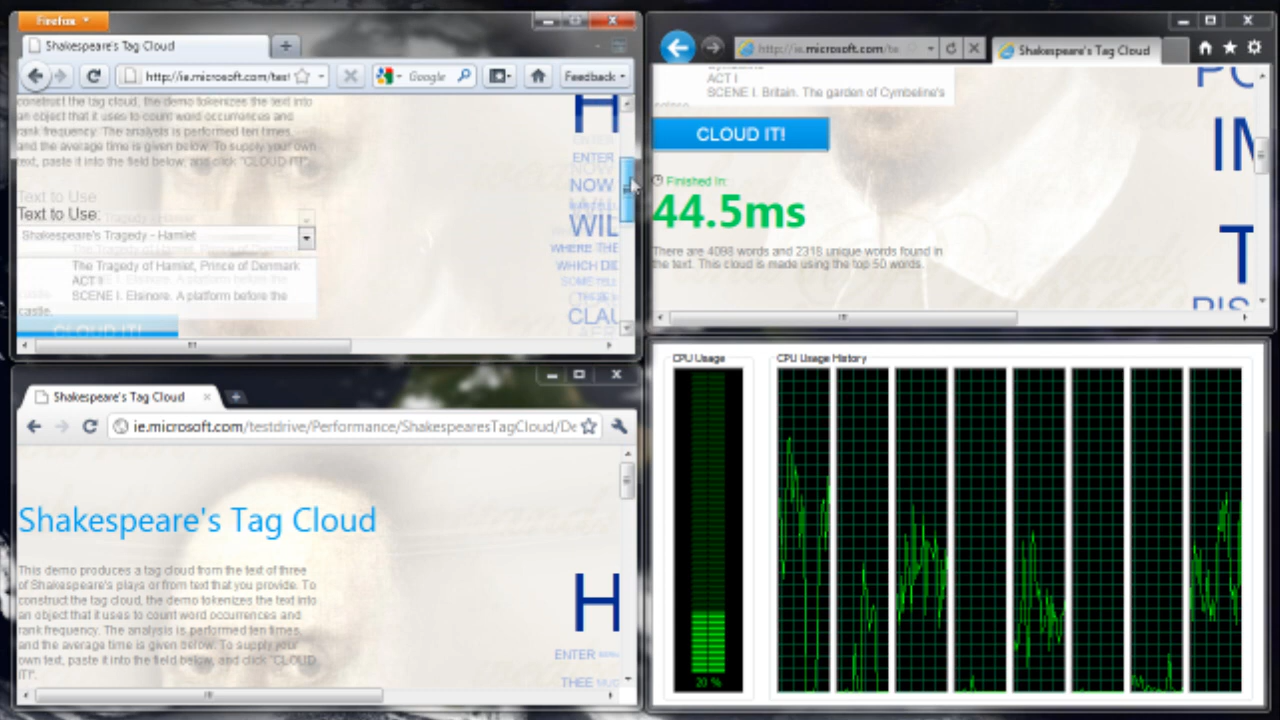 Firefox
Shakespeare's Tag Cloud
http://ie.microsoft.com/test
Google
Feedback
construct the tag cloud, the demo tokenizes the text into
an object that it uses to count word occurrences and
rank frequency. The analysis is performed ten times,
and the average time is given below. To supply your own
text, paste it into the field below, and click "CLOUD IT!".
Text to Use
Text to Use:
Shakespeare's Tragedy - Hamlet
The Tragedy of Hamlet, Prince of Denmark
ACT I
SCENE I. Elsinore. A platform before the
castle.
CLOUD IT!
H
ENTER
NOW
WIL
WHERE THE
WHICH DIE
CLAU
http://ie.microsoft.com/te
Shakespeare's Tag Cloud
ACT I
SCENE I. Britain. The garden of Cymbeline's
CLOUD IT!
Finished In:
44.5ms
There are 4098 words and 2318 unique words found in
the text. This cloud is made using the top 50 words.
IM
T
Shakespeare's Tag Cloud
ie.microsoft.com/testdrive/Performance/ShakespearesTagCloud/De
Shakespeare's Tag Cloud
This demo produces a tag cloud from the text of three
of Shakespeare's plays or from text that you provide. To
construct the tag cloud, the demo tokenizes the text into
an object that it uses to count word occurrences and
rank frequency. The analysis is performed ten times,
and the average time is given below. To supply your
own text, paste it into the field below, and click "CLOUD
IT!".
H
ENTER
THEE
CPU Usage
20 %
CPU Usage History